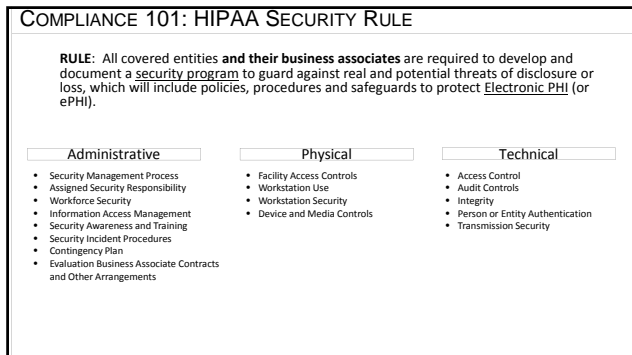 COMPLIANCE 101: HIPAA SECURITY RULE
RULE: All covered entities and their business associates are required to develop and
document a security program to guard against real and potential threats of disclosure or
loss, which will include policies, procedures and safeguards to protect Electronic PHI (or
ePHI).
Administrative
• Security Management Process
• Assigned Security Responsibility
• Workforce Security
• Information Access Management
• Security Awareness and Training
• Security Incident Procedures
• Contingency Plan
• Evaluation Business Associate Contracts
and Other Arrangements
Physical
• Facility Access Controls
• Workstation Use
• Workstation Security
• Device and Media Controls
Technical
• Access Control
• Audit Controls
• Integrity
• Person or Entity Authentication
• Transmission Security